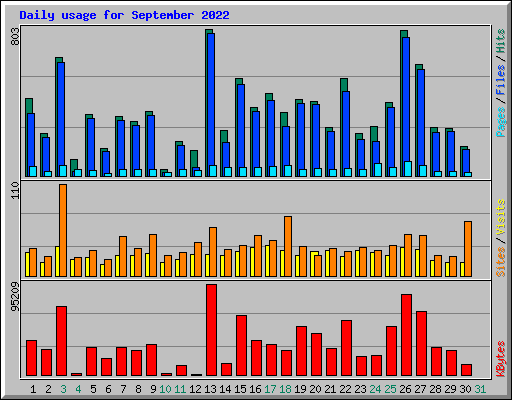 Daily usage for September 2022
803
Pages / Files / Hits
110
Sites / Visits
95209
KBytes
1 2 3 4 5 6 7 8 9 10 11 12 13 14 15 16 17 18 19 20 21 22 23 24 25 26 27 28 29 30 31